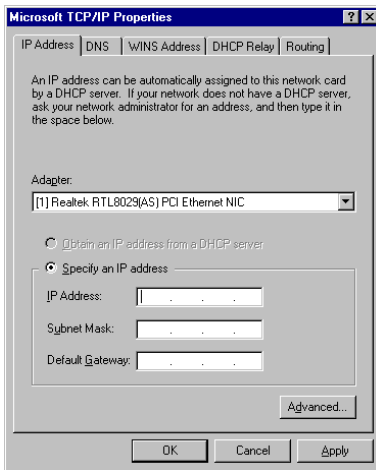 Microsoft TCP/IP Properties
IP Address DNS WINS Address DHCP Relay Routing
An IP address can be automatically assigned to this network card
by a DHCP server. If your network does not have a DHCP server,
ask your network administrator for an address, and then type it in
the space below.
Adapter:
[1] Realtek RTL8029(AS) PCI Ethernet NIC
Obtain an IP address from a DHCP server
Specify an IP address
IP Address: . . .
Subnet Mask: . . .
Default Gateway: . . .
Advanced...
OK Cancel Apply